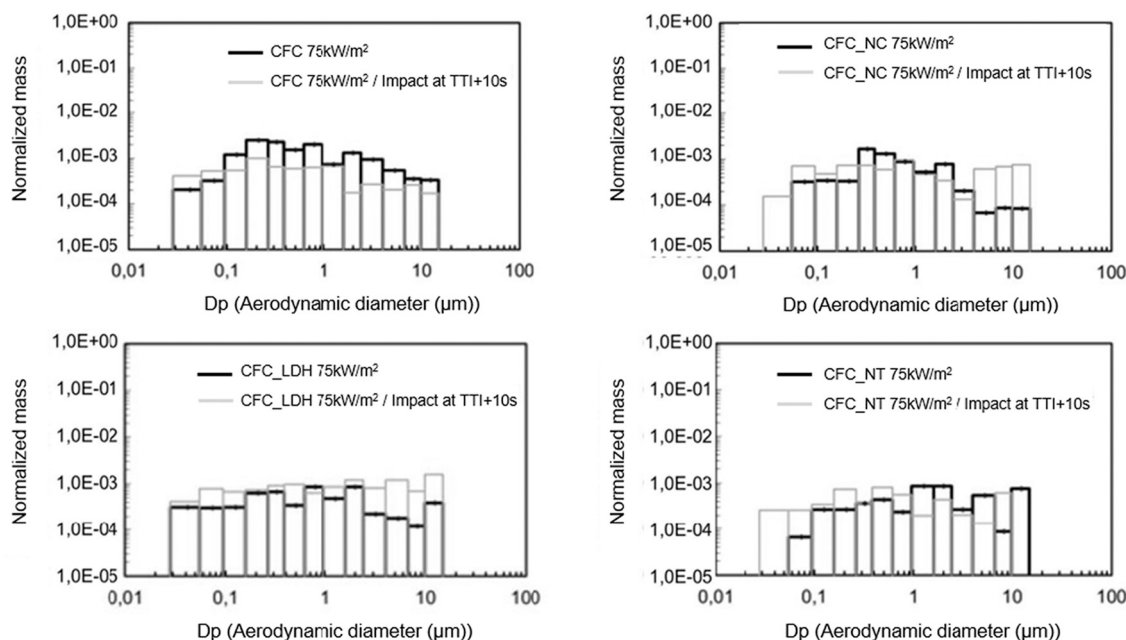 Normalized mass
1,0E+00
1,0E-01
1,0E-02
1,0E-03
1,0E-04
1,0E-05
CFC 75kW/m²
CFC 75kW/m² / Impact at TTI+10s
0,01
0,1
1
10
100
Dp (Aerodynamic diameter (µm))
Normalized mass
1,0E+00
1,0E-01
1,0E-02
1,0E-03
1,0E-04
1,0E-05
CFC_NC 75kW/m²
CFC_NC 75kW/m² / Impact at TTI+10s
0,01
0,1
1
10
100
Dp (Aerodynamic diameter (µm))
Normalized mass
1,0E+00
1,0E-01
1,0E-02
1,0E-03
1,0E-04
1,0E-05
CFC_LDH 75kW/m²
CFC_LDH 75kW/m² / Impact at TTI+10s
0,01
0,1
1
10
100
Dp (Aerodynamic diameter (µm))
Normalized mass
1,0E+00
1,0E-01
1,0E-02
1,0E-03
1,0E-04
1,0E-05
CFC_NT 75kW/m²
CFC_NT 75kW/m² / Impact at TTI+10s
0,01
0,1
1
10
100
Dp (Aerodynamic diameter (µm))